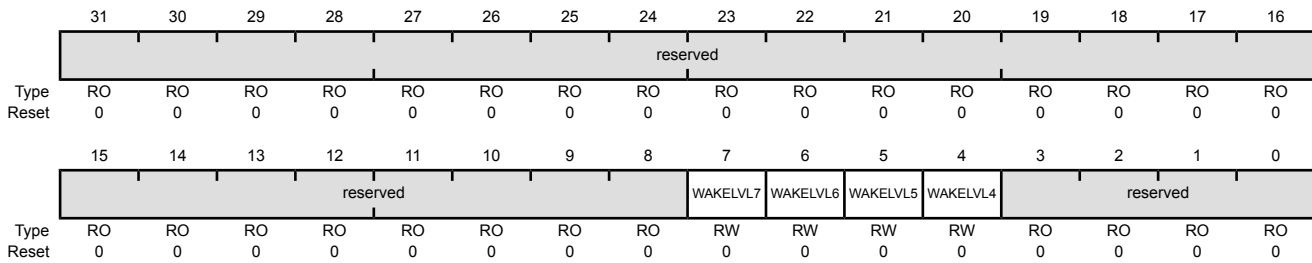 31 30 29 28 27 26 25 24 23 22 21 20 19 18 17 16
reserved
Type RO RO RO RO RO RO RO RO RO RO RO RO RO RO RO RO
Reset 0 0 0 0 0 0 0 0 0 0 0 0 0 0 0 0
15 14 13 12 11 10 9 8 7 6 5 4 3 2 1 0
reserved WAKELVL7 WAKELVL6 WAKELVL5 WAKELVL4 reserved
Type RO RO RO RO RO RO RO RO RW RW RW RW RO RO RO RO
Reset 0 0 0 0 0 0 0 0 0 0 0 0 0 0 0 0